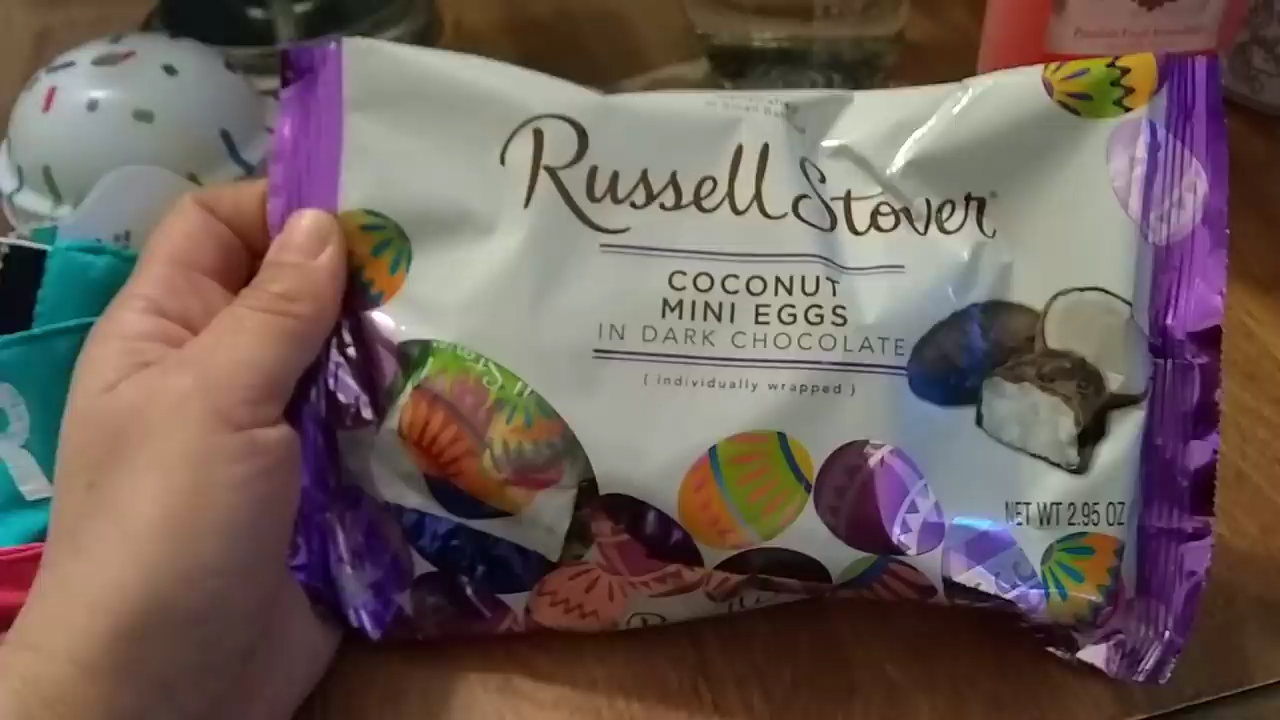 Russell Stover
COCONUT
MINI EGGS
IN DARK CHOCOLATE
( individually wrapped )
NET WT 2.95 OZ
R